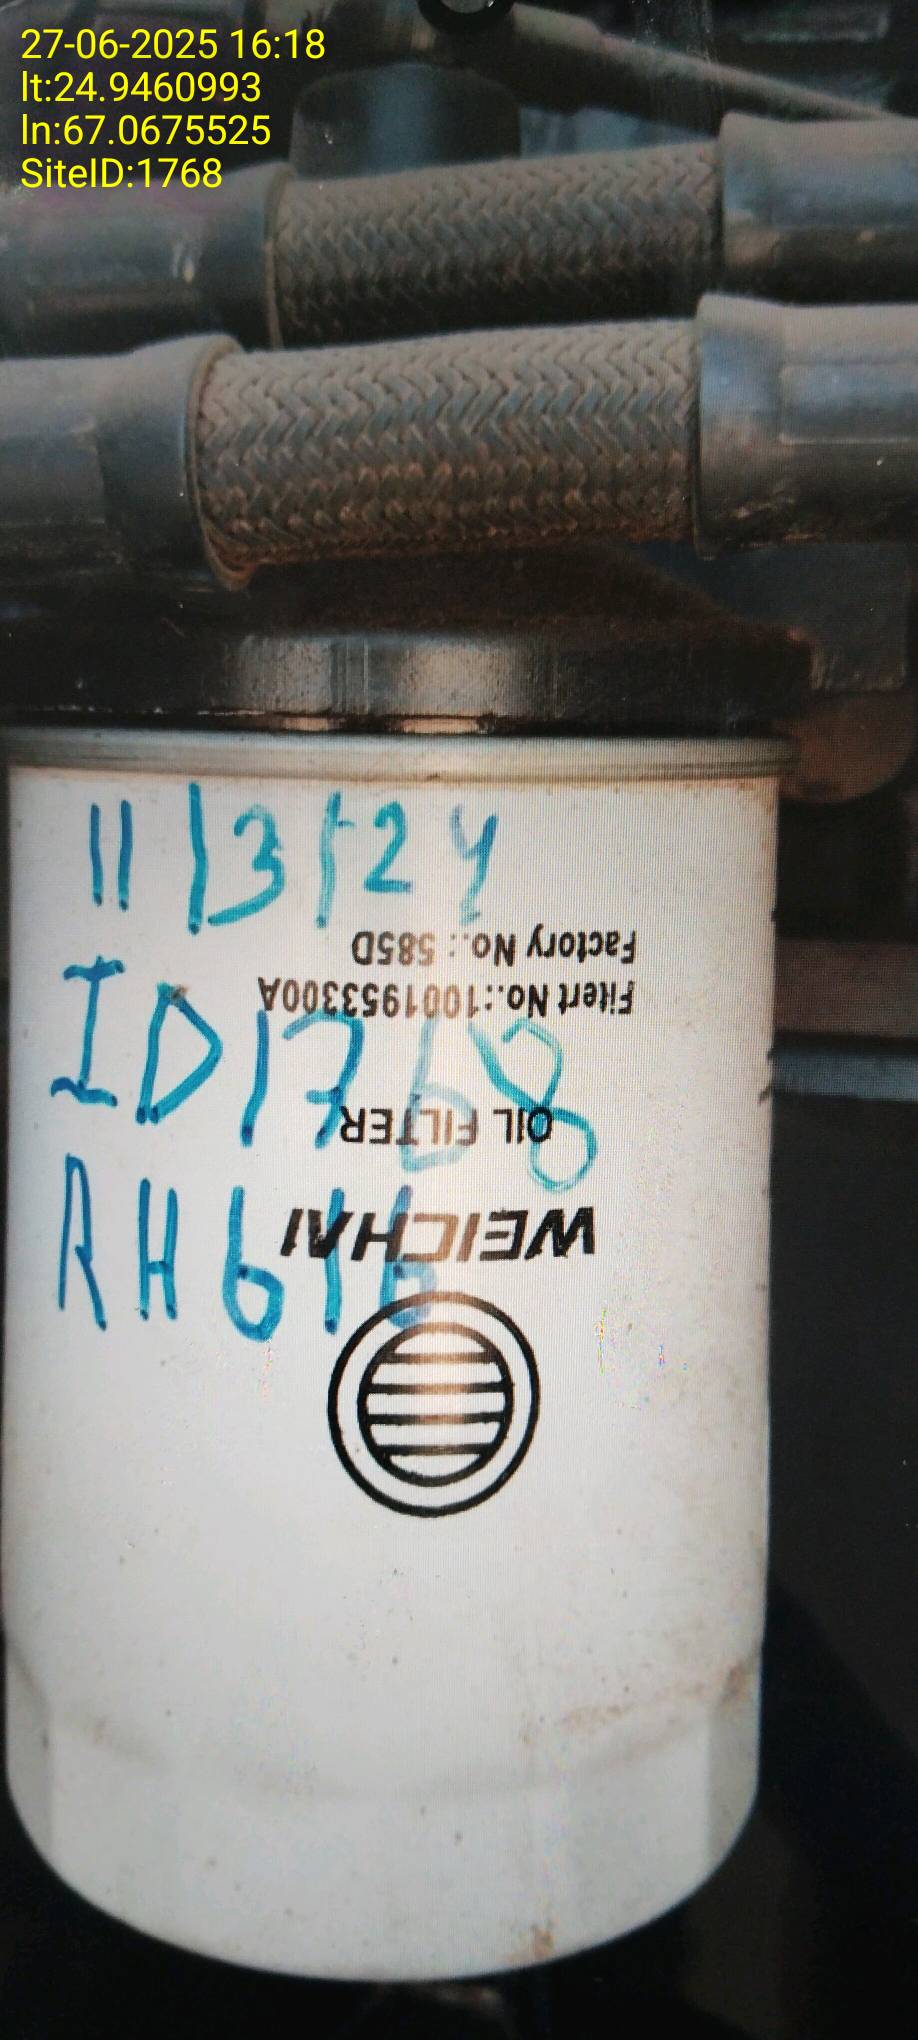 27-06-2025 16:18
lt:24.9460993
ln:67.0675525
SiteID:1768
11/3/24
Factory No.: 585D
Fitert No.:1001953300A
ID1768
OIL FILTER
WEICHAI
RH616